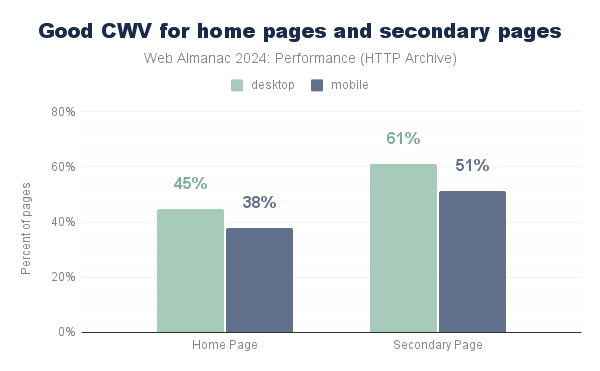 Good CWV for home pages and secondary pages
Web Almanac 2024: Performance (HTTP Archive)
desktop mobile
Percent of pages
80%
60%
40%
20%
0%
45%
38%
61%
51%
Home Page Secondary Page